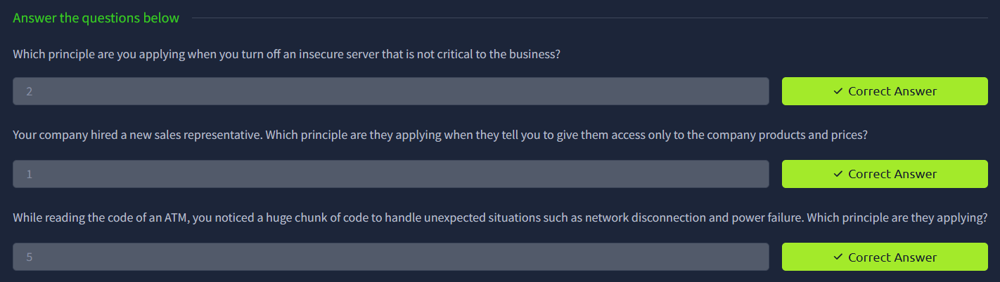 Answer the questions below
Which principle are you applying when you turn off an insecure server that is not critical to the business?
2
✓ Correct Answer
Your company hired a new sales representative. Which principle are they applying when they tell you to give them access only to the company products and prices?
1
✓ Correct Answer
While reading the code of an ATM, you noticed a huge chunk of code to handle unexpected situations such as network disconnection and power failure. Which principle are they applying?
5
✓ Correct Answer